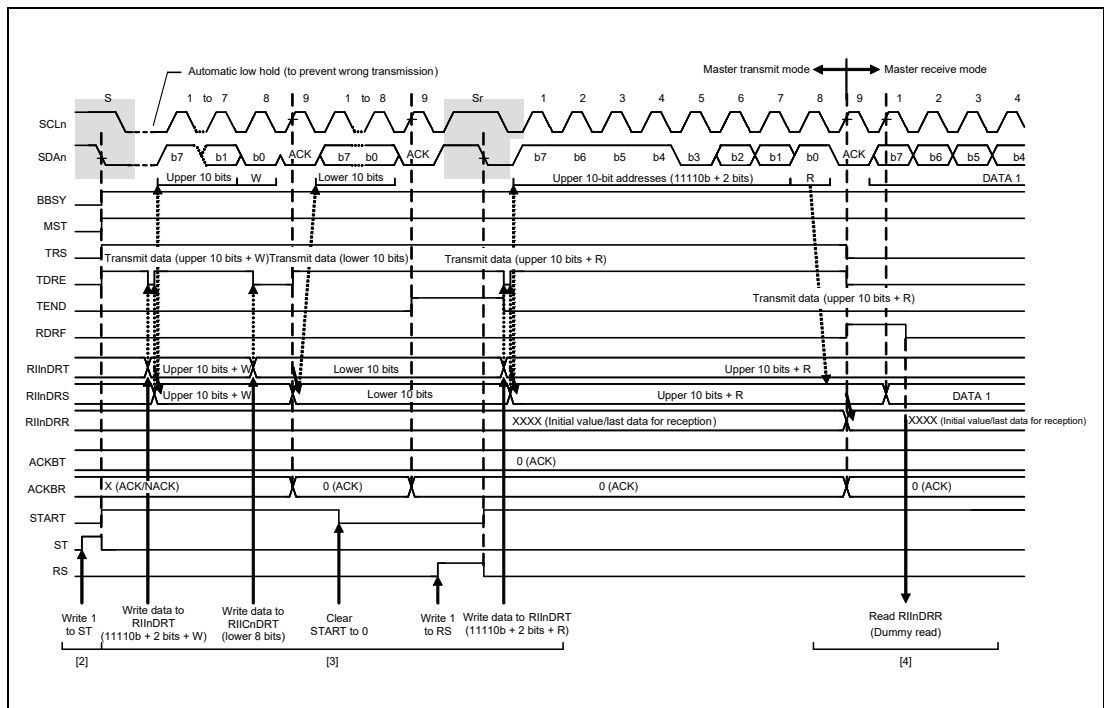 Automatic low hold (to prevent wrong transmission)
Master transmit mode Master receive mode
S 1 to 7 8 9 1 to 8 9 Sr 1 2 3 4 5 6 7 8 9 1 2 3 4
SCLn
SDAn b7 b1 b0 ACK b7 b0 ACK b7 b6 b5 b4 b3 b2 b1 b0 ACK b7 b6 b5 b4
Upper 10 bits W Lower 10 bits Upper 10-bit addresses (11110b + 2 bits) R DATA 1
BBSY
MST
TRS
Transmit data (upper 10 bits + W) Transmit data (lower 10 bits) Transmit data (upper 10 bits + R)
TDRE
TEND
Transmit data (upper 10 bits + R)
RDRF
RIInDRT Upper 10 bits + W Lower 10 bits Upper 10 bits + R
RIInDRS Upper 10 bits + W Lower 10 bits Upper 10 bits + R DATA 1
RIInDRR XXXX (Initial value/last data for reception) XXXX (Initial value/last data for reception)
ACKBT 0 (ACK)
ACKBR X (ACK/NACK) 0 (ACK) 0 (ACK) 0 (ACK)
START
ST
RS
Write 1
to ST
Write data to
RIInDRT
(11110b + 2 bits + W)
Write data to
RIICnDRT
(lower 8 bits)
Clear
START to 0
Write 1
to RS
Write data to RIInDRT
(11110b + 2 bits + R)
Read RIInDRR
(Dummy read)
[2] [3] [4]